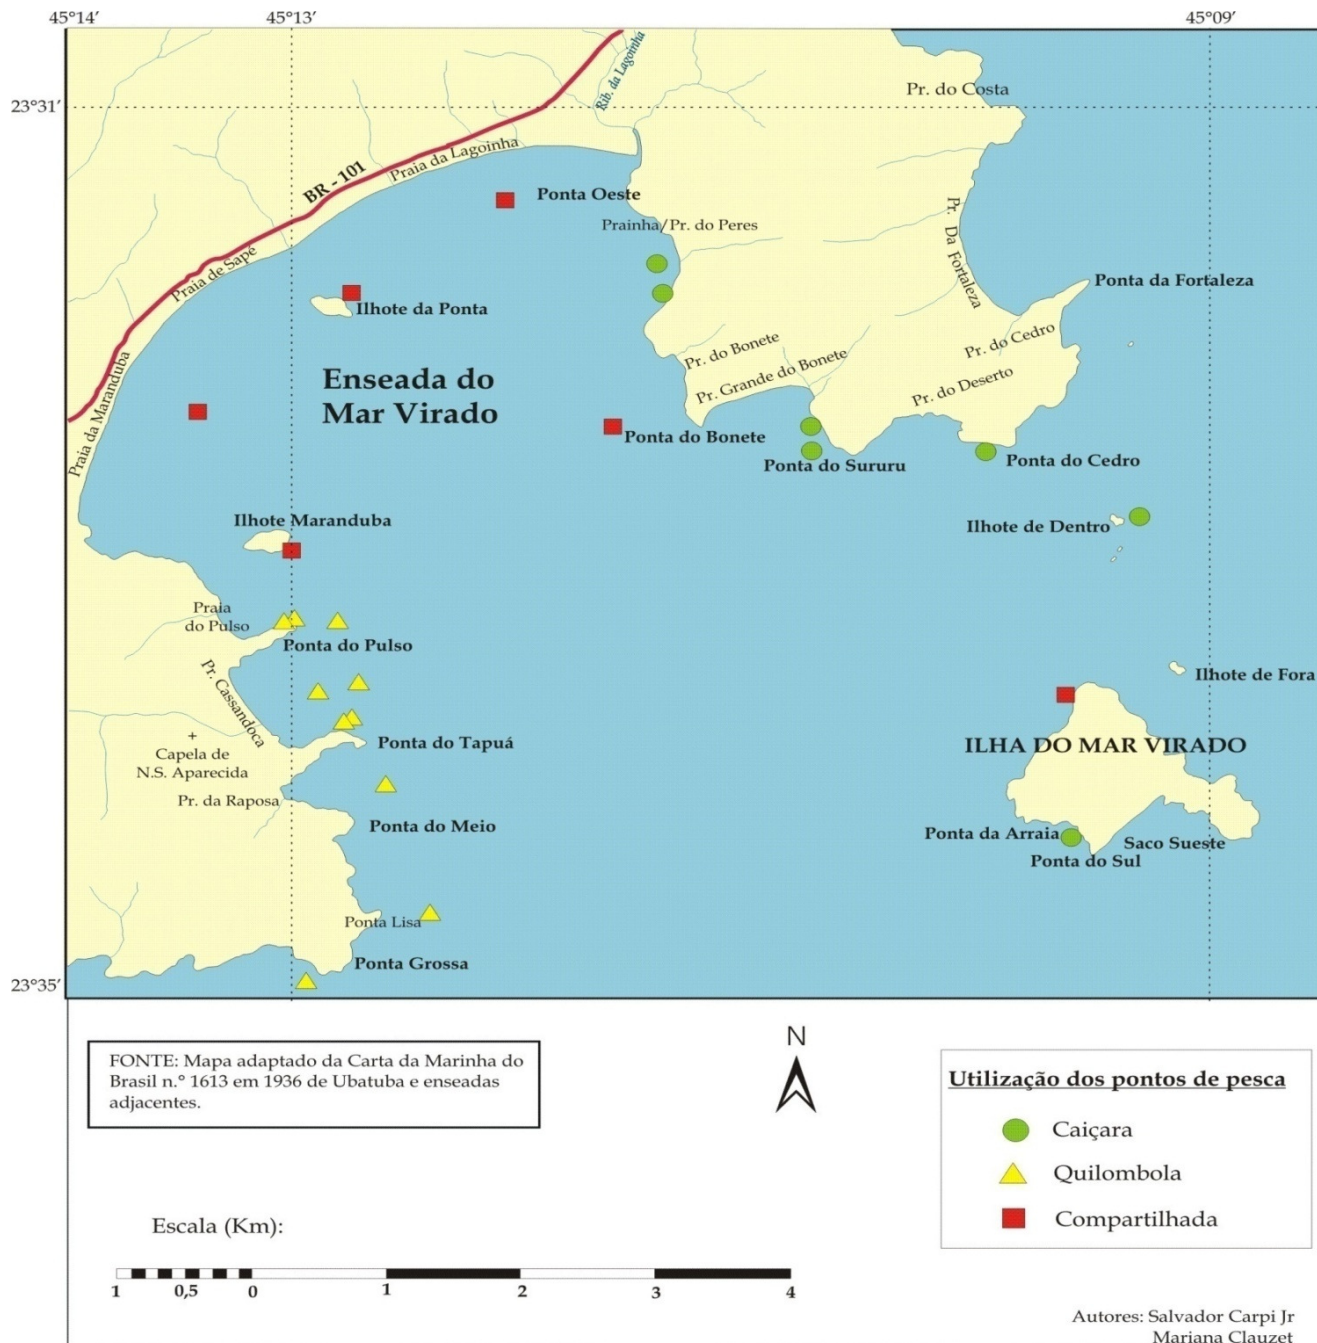 45°14′
45°13′
45°09′
23°31′
Rib. da Lagoinha
Pr. do Costa
BR - 101
Praia da Lagoinha
Ponta Oeste
Prainha/Pr. do Peres
Pr. Da Fortaleza
Praia de Sapé
Ponta da Fortaleza
Ilhote da Ponta
Pr. do Cedro
Pr. do Bonete
Pr. Grande do Bonete
Pr. do Deserto
Praia da Maranduba
Enseada do
Mar Virado
Ponta do Bonete
Ponta do Sururu
Ponta do Cedro
Ilhote Maranduba
Ilhote de Dentro
Praia
do Pulso
Ponta do Pulso
Pr. Cassandoca
Ilhote de Fora
Ponta do Tapuá
ILHA DO MAR VIRADO
Capela de
N.S. Aparecida
Pr. da Raposa
Ponta do Meio
Ponta da Arraia
Saco Sueste
Ponta do Sul
Ponta Lisa
Ponta Grossa
23°35′
FONTE: Mapa adaptado da Carta da Marinha do
Brasil n.° 1613 em 1936 de Ubatuba e enseadas
adjacentes.
N
Utilização dos pontos de pesca
Caiçara
Quilombola
Compartilhada
Escala (Km):
1 0,5 0 1 2 3 4
Autores: Salvador Carpi Jr
Mariana Clauzet